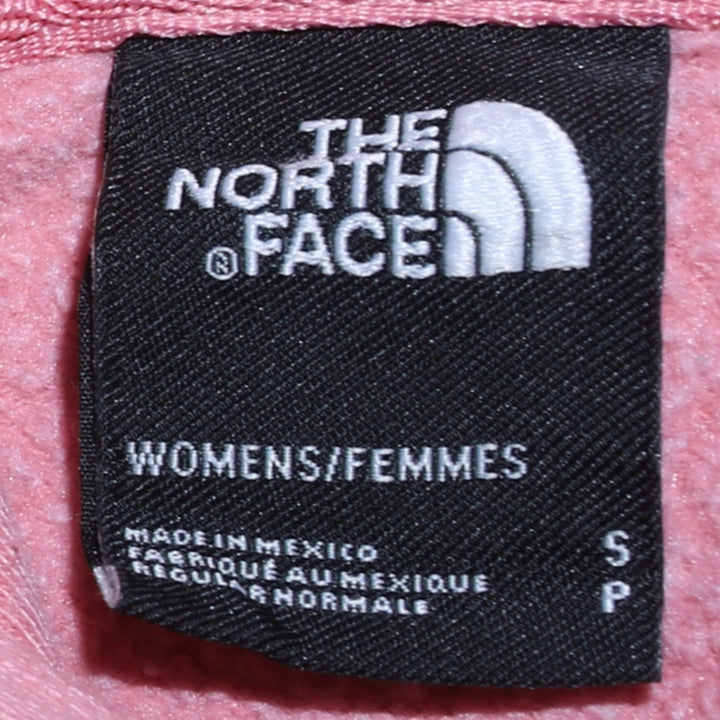 THE
NORTH
®FACE
WOMENS/FEMMES
MADE IN MEXICO S
FABRIQUÉ AU MEXIQUE P
REGULAR NORMALE